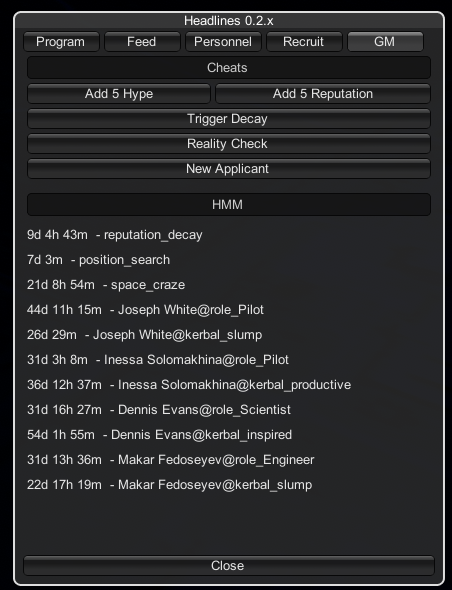 Headlines 0.2.x
Program Feed Personnel Recruit GM
Cheats
Add 5 Hype Add 5 Reputation
Trigger Decay
Reality Check
New Applicant
HMM
9d 4h 43m - reputation_decay
7d 3m - position_search
21d 8h 54m - space_craze
44d 11h 15m - Joseph White@role_Pilot
26d 29m - Joseph White@kerbal_slump
31d 3h 8m - Inessa Solomakhina@role_Pilot
36d 12h 37m - Inessa Solomakhina@kerbal_productive
31d 16h 27m - Dennis Evans@role_Scientist
54d 1h 55m - Dennis Evans@kerbal_inspired
31d 13h 36m - Makar Fedoseyev@role_Engineer
22d 17h 19m - Makar Fedoseyev@kerbal_slump
Close